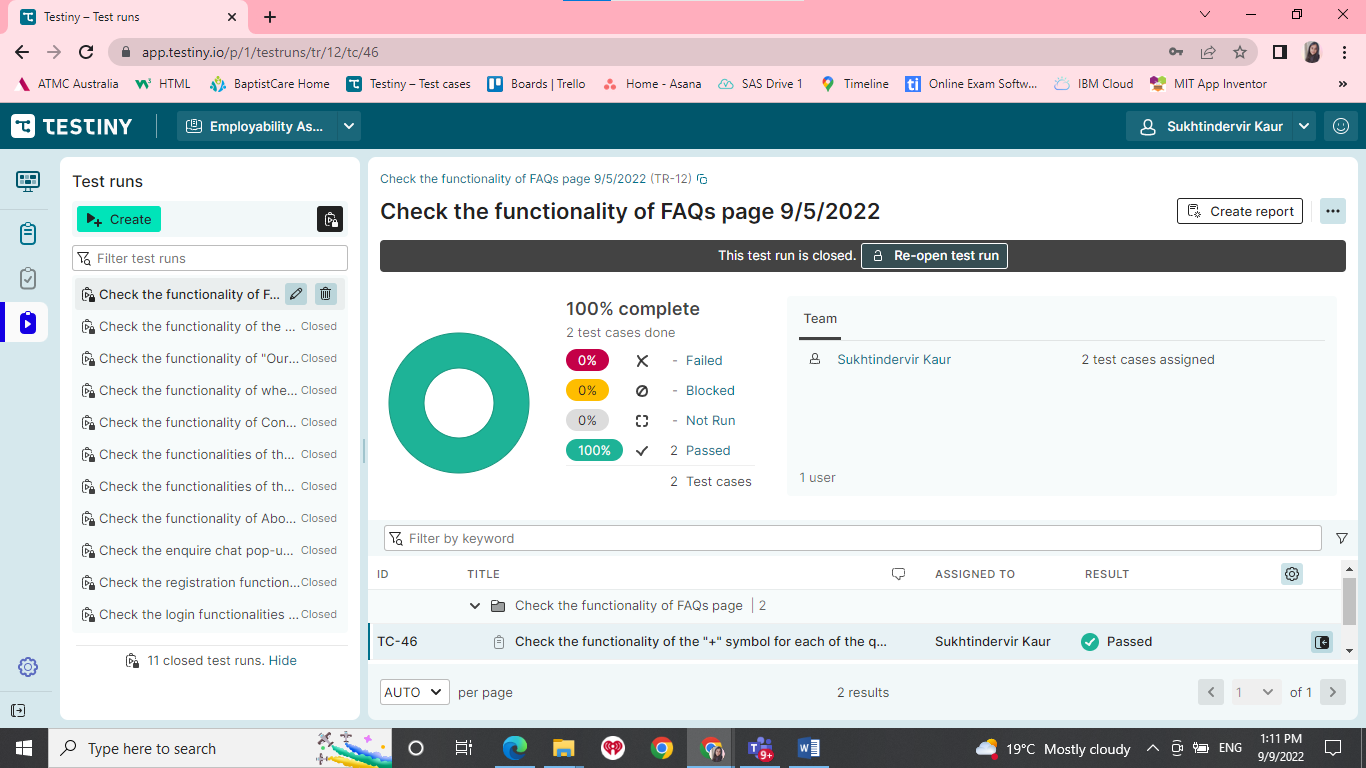 Testiny – Test runs
app.testiny.io/p/1/testruns/tr/12/tc/46
ATMC Australia HTML BaptistCare Home Testiny – Test cases Boards | Trello Home - Asana SAS Drive 1 Timeline Online Exam Softw... IBM Cloud MIT App Inventor »
TESTINY Employability As... Sukhtindervir Kaur
Test runs
Create
Filter test runs
Check the functionality of F...
Check the functionality of the ... Closed
Check the functionality of "Our... Closed
Check the functionality of whe... Closed
Check the functionality of Con... Closed
Check the functionalities of th... Closed
Check the functionalities of th... Closed
Check the functionality of Abo... Closed
Check the enquire chat pop-u... Closed
Check the registration function... Closed
Check the login functionalities ... Closed
11 closed test runs. Hide
Check the functionality of FAQs page 9/5/2022 (TR-12)
Check the functionality of FAQs page 9/5/2022
Create report
This test run is closed. Re-open test run
100% complete
2 test cases done
0% - Failed
0% - Blocked
0% - Not Run
100% 2 Passed
2 Test cases
Team
Sukhtindervir Kaur 2 test cases assigned
1 user
Filter by keyword
ID TITLE ASSIGNED TO RESULT
Check the functionality of FAQs page | 2
TC-46 Check the functionality of the "+" symbol for each of the q... Sukhtindervir Kaur Passed
AUTO per page 2 results 1 of 1
Type here to search 9+ 19°C Mostly cloudy ENG
1:11 PM
9/9/2022